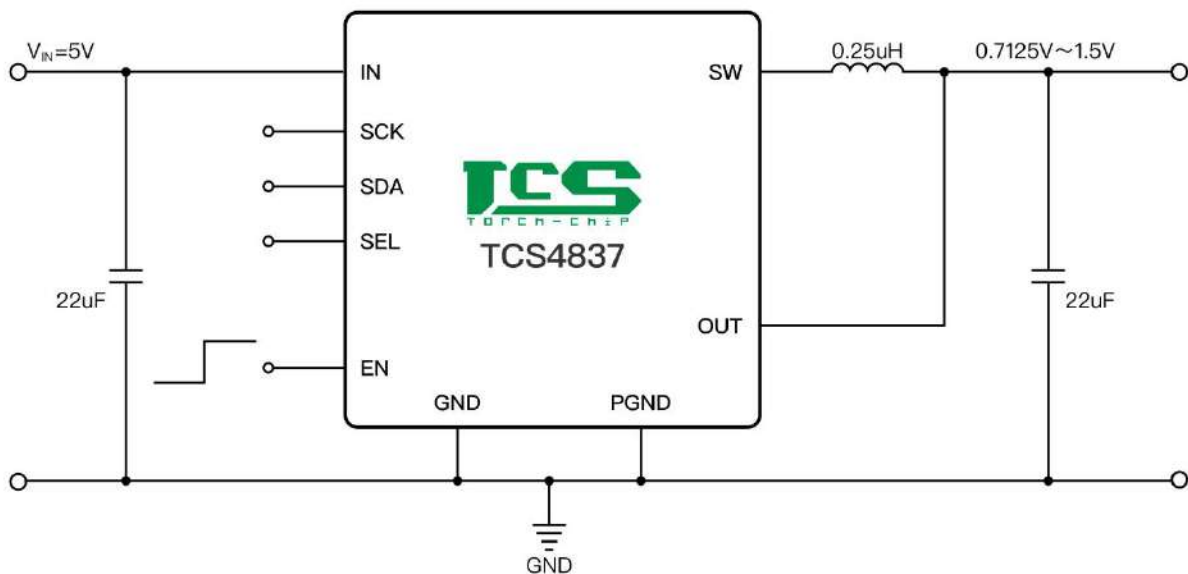 V_IN=5V
0.25uH
0.7125V～1.5V
IN
SW
SCK
SDA
SEL
TCS
TORCH-CHIP
TCS4837
22uF
22uF
OUT
EN
GND
PGND
GND